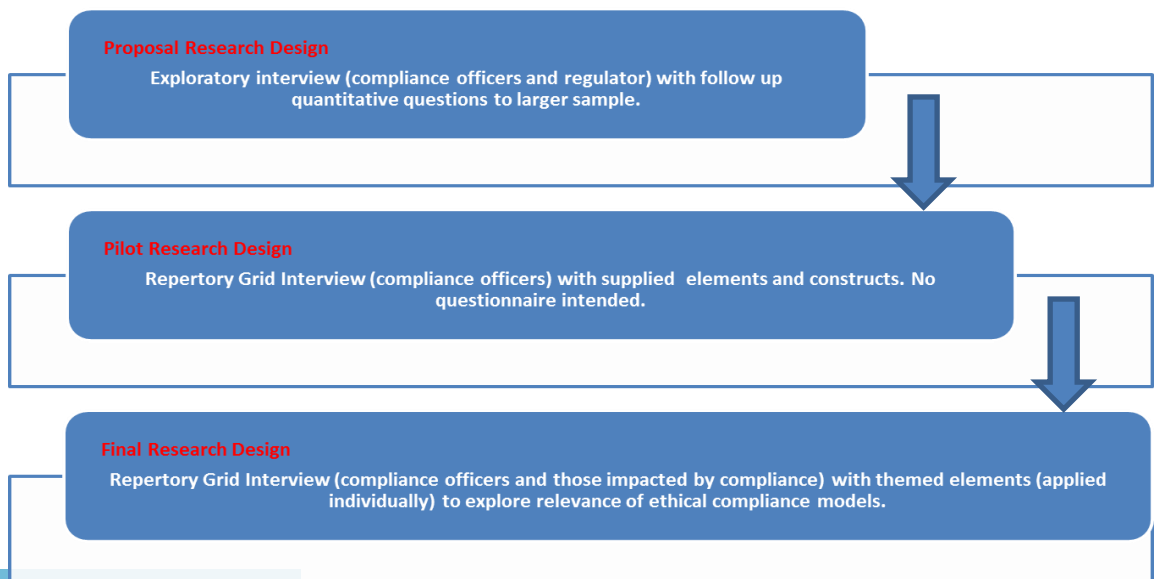 Proposal Research Design
Exploratory interview (compliance officers and regulator) with follow up
quantitative questions to larger sample.
Pilot Research Design
Repertory Grid Interview (compliance officers) with supplied elements and constructs. No
questionnaire intended.
Final Research Design
Repertory Grid Interview (compliance officers and those impacted by compliance) with themed elements (applied
individually) to explore relevance of ethical compliance models.